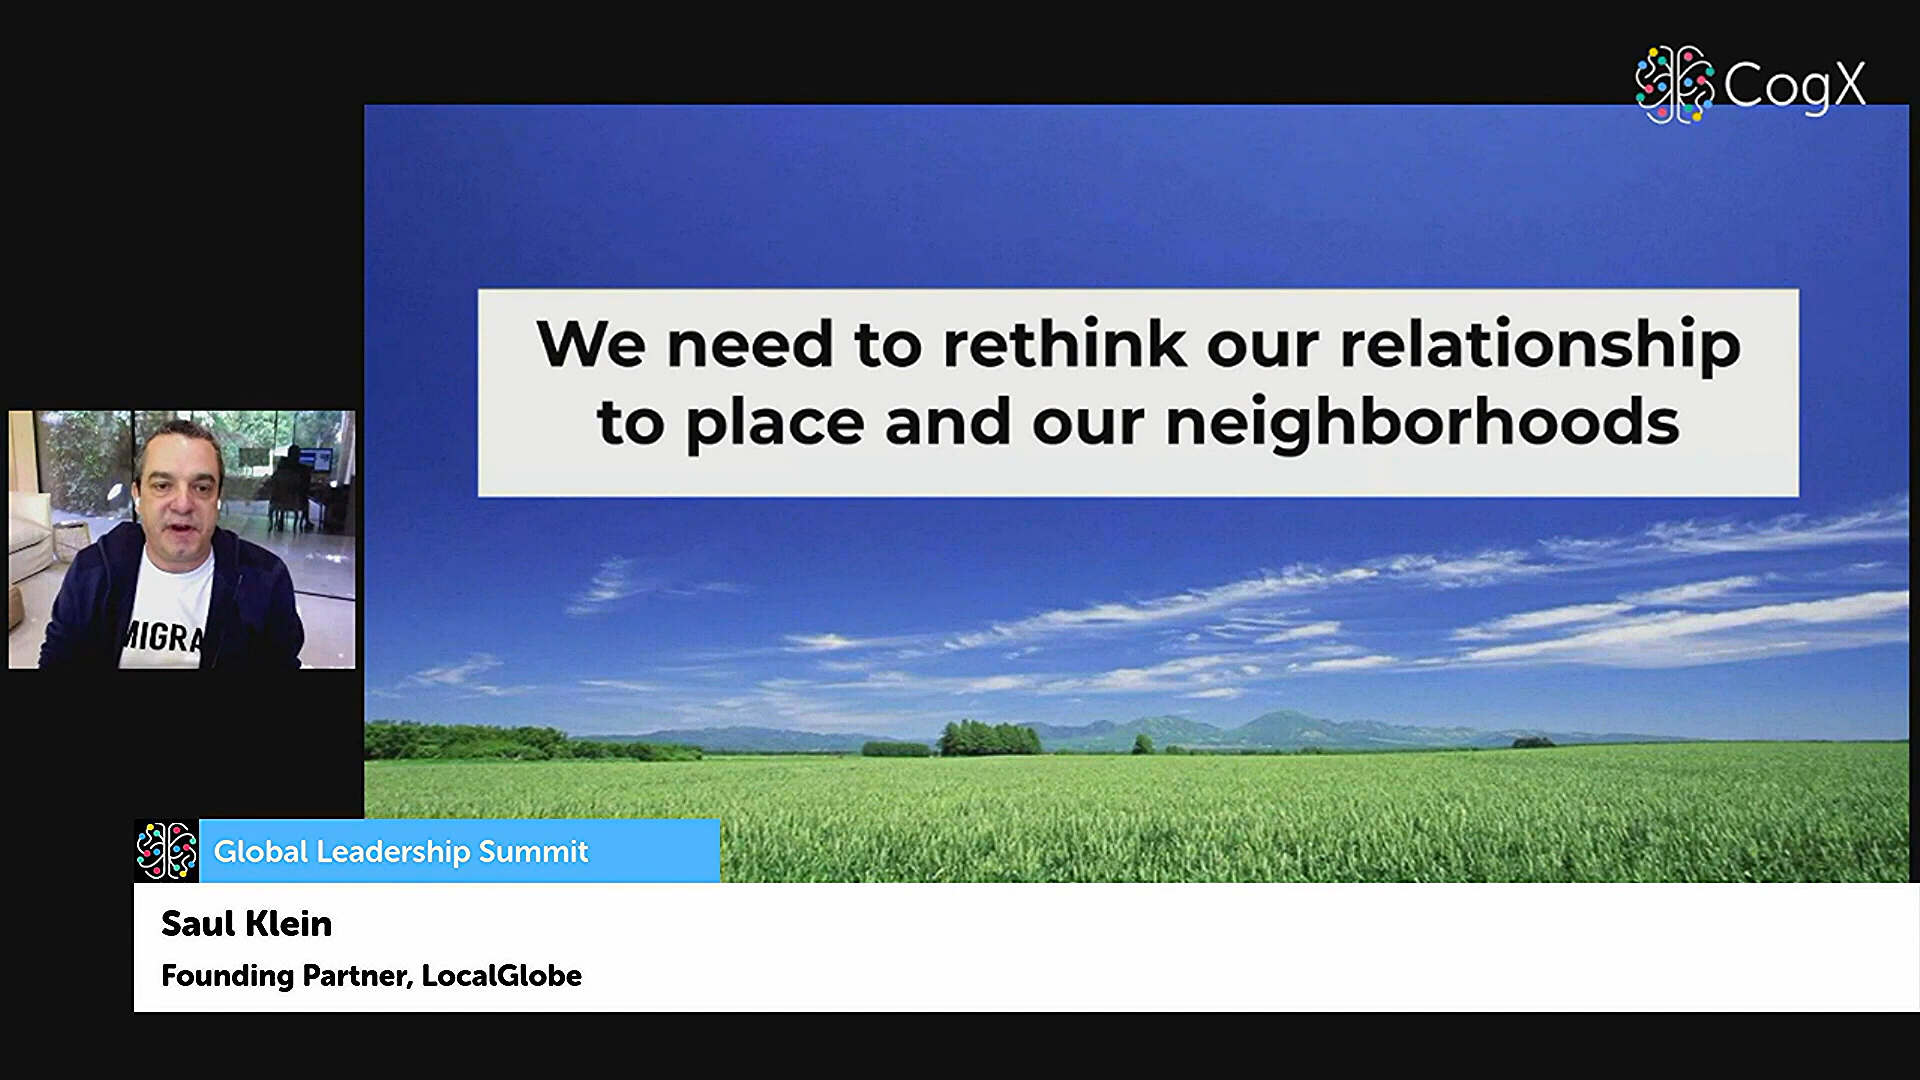 CogX
We need to rethink our relationship
to place and our neighborhoods
MIGRA
Global Leadership Summit
Saul Klein
Founding Partner, LocalGlobe